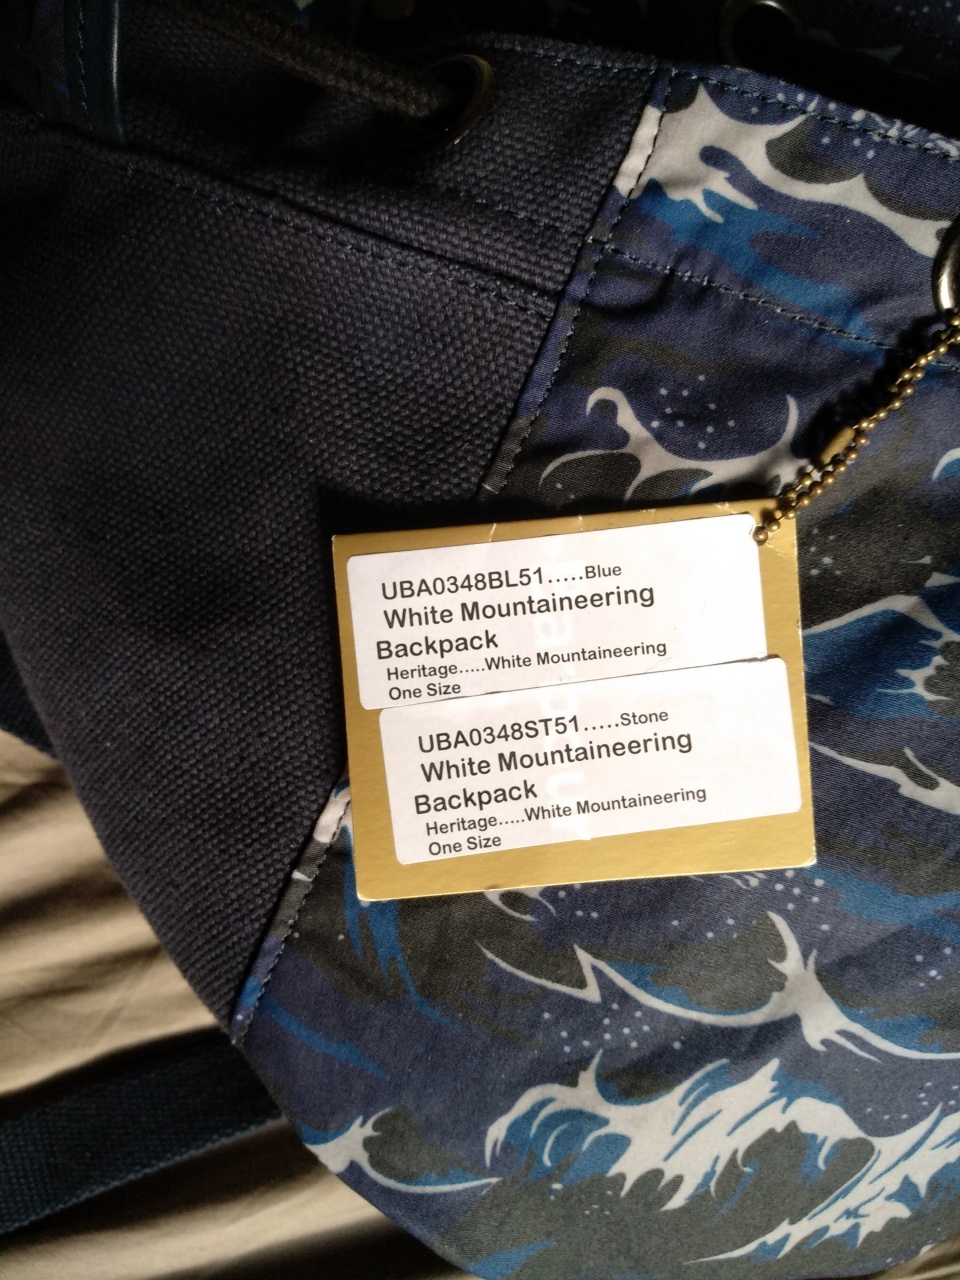 UBA0348BL51.....Blue
White Mountaineering
Backpack
Heritage.....White Mountaineering
One Size
UBA0348ST51.....Stone
White Mountaineering
Backpack
Heritage.....White Mountaineering
One Size